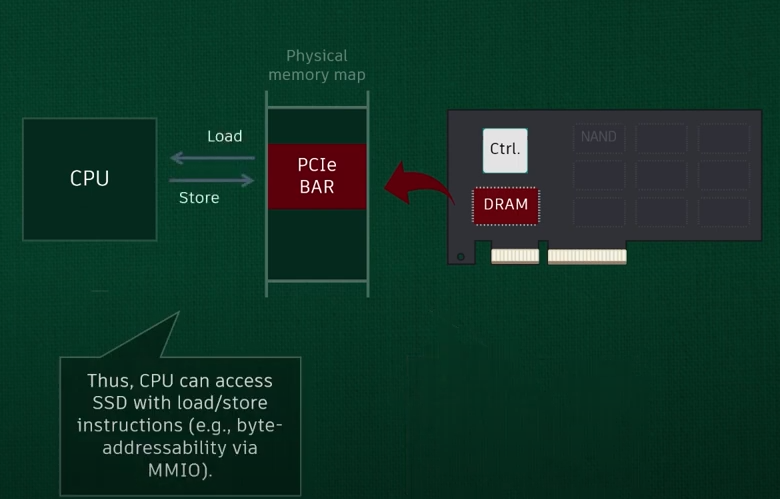 Physical
memory map
CPU
Load
Store
PCIe
BAR
Ctrl.
DRAM
NAND
Thus, CPU can access
SSD with load/store
instructions (e.g., byte-
addressability via
MMIO).